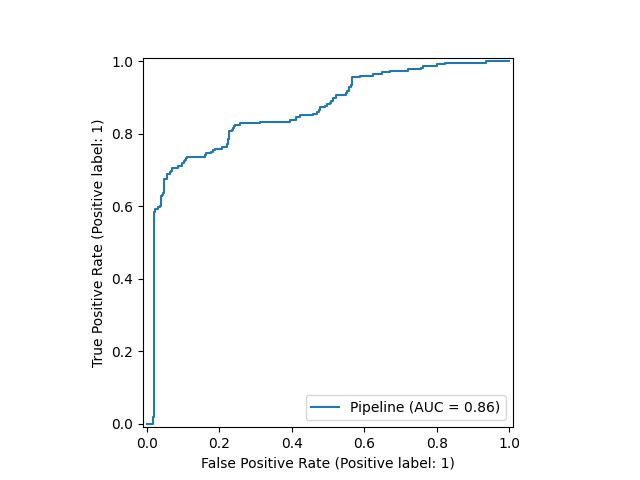 1.0
0.8
0.6
0.4
0.2
0.0
True Positive Rate (Positive label: 1)
Pipeline (AUC = 0.86)
0.0 0.2 0.4 0.6 0.8 1.0
False Positive Rate (Positive label: 1)